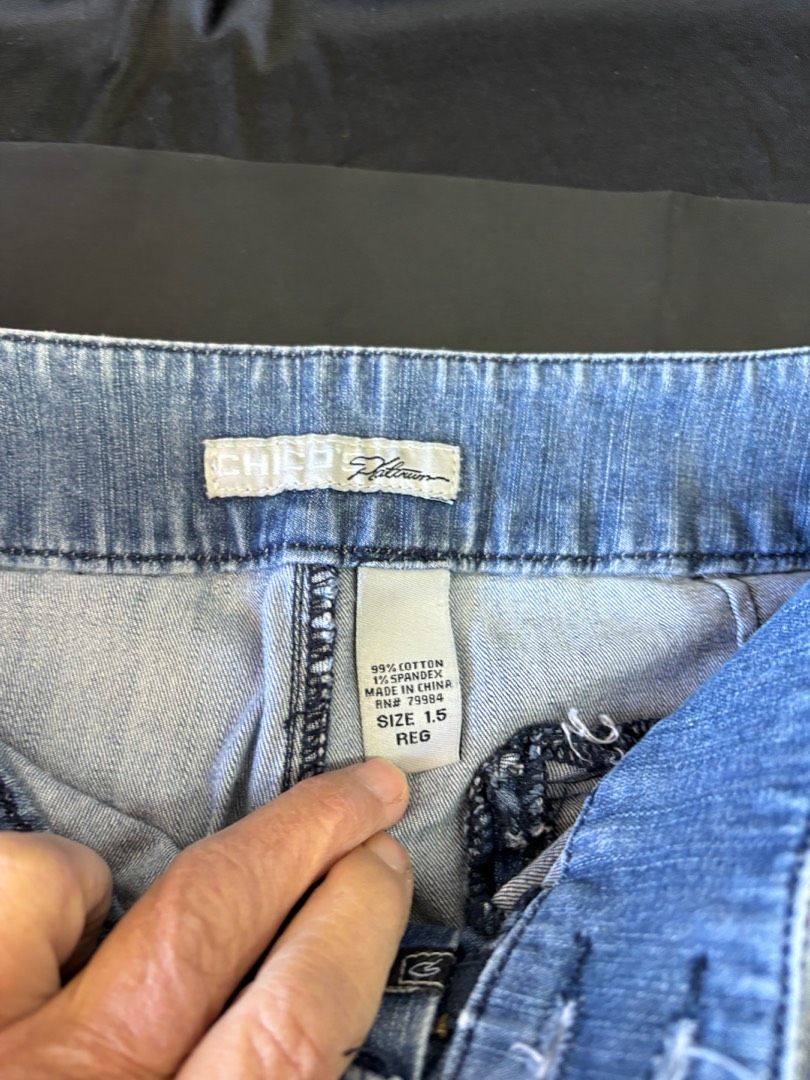 CHICO Platinum
99% COTTON
1% SPANDEX
MADE IN CHINA
RN# 79984
SIZE 1.5
REG